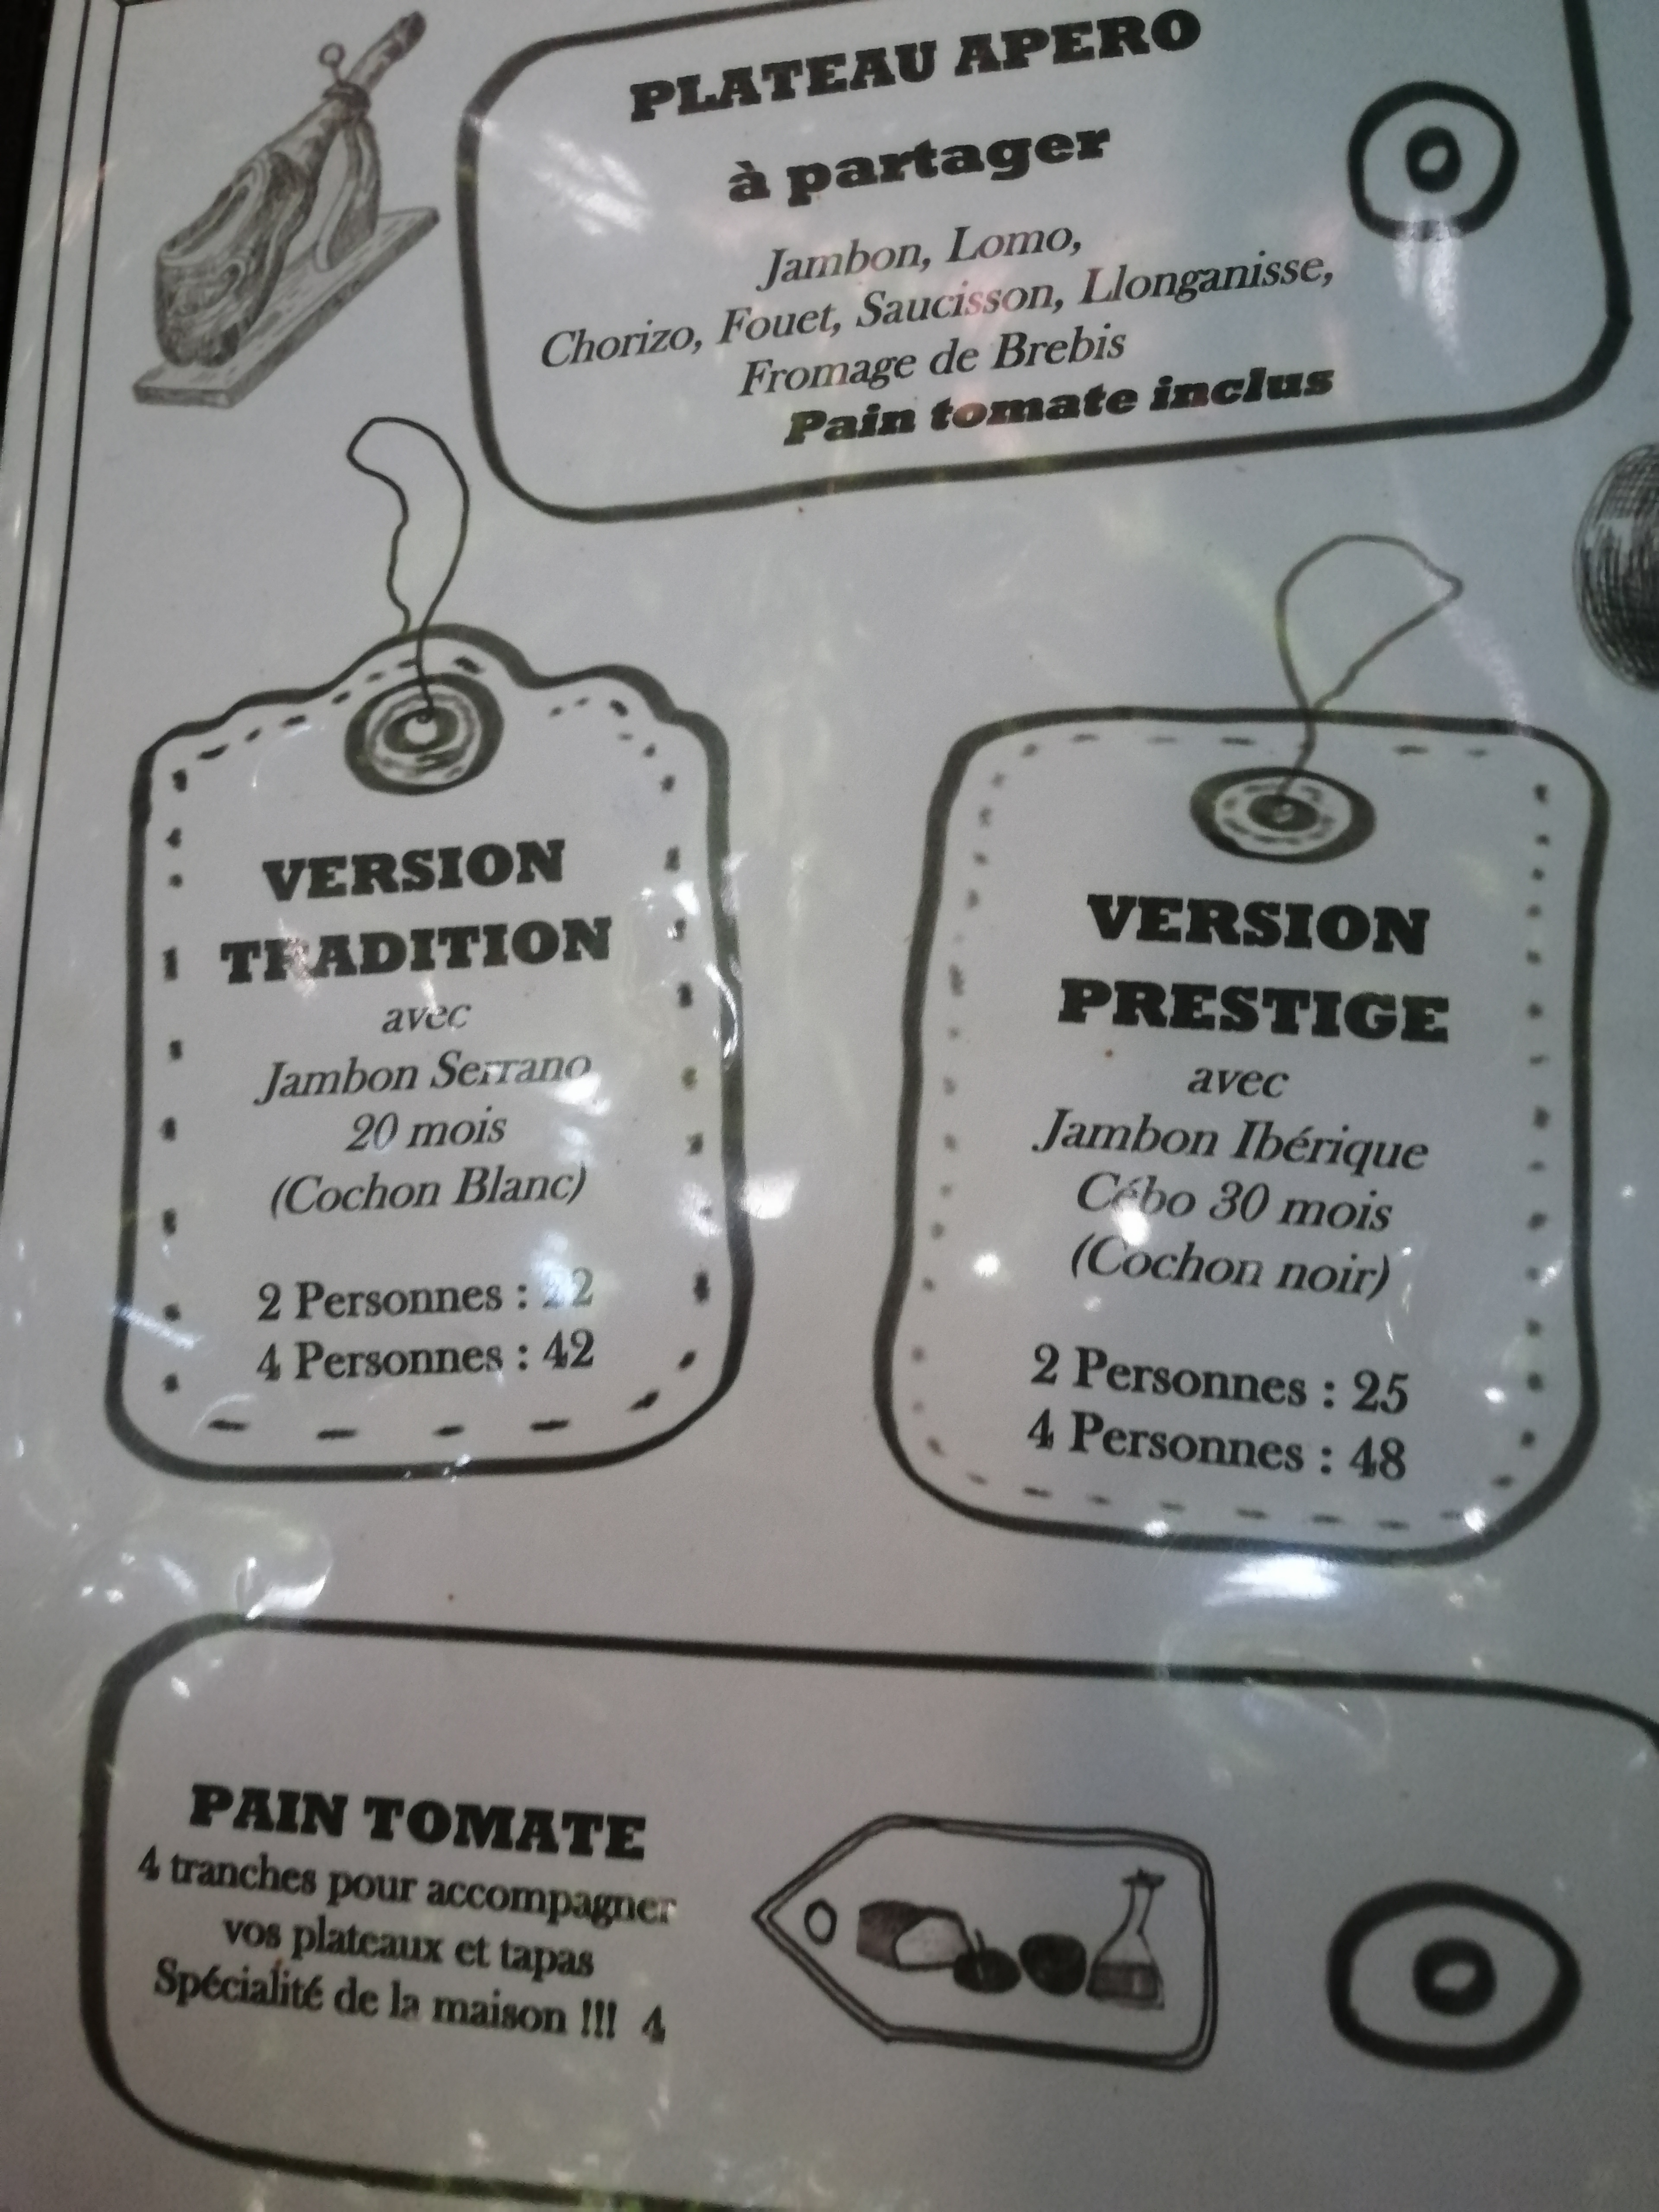 PLATEAU APERO
à partager
Jambon, Lomo,
Chorizo, Fouet, Saucisson, Llonganisse,
Fromage de Brebis
Pain tomate inclus
VERSION
TRADITION
avec
Jambon Serrano
20 mois
(Cochon Blanc)
2 Personnes : 22
4 Personnes : 42
VERSION
PRESTIGE
avec
Jambon Ibérique
Cébo 30 mois
(Cochon noir)
2 Personnes : 25
4 Personnes : 48
PAIN TOMATE
4 tranches pour accompagner
vos plateaux et tapas
Spécialité de la maison !!! 4